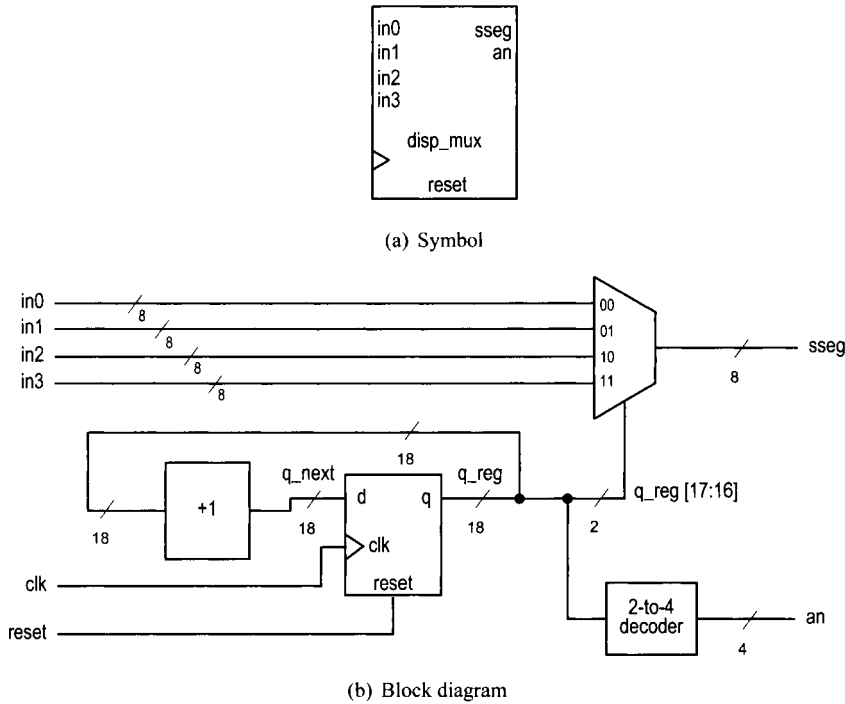 in0 sseg
in1 an
in2
in3
disp_mux
reset
(a) Symbol
in0 8 00
in1 8 01
in2 8 10
in3 8 11
sseg 8
18
q_next
q_reg
18
+1
18
d q
18
2
q_reg [17:16]
clk
reset
clk
reset
2-to-4
decoder
an
4
(b) Block diagram